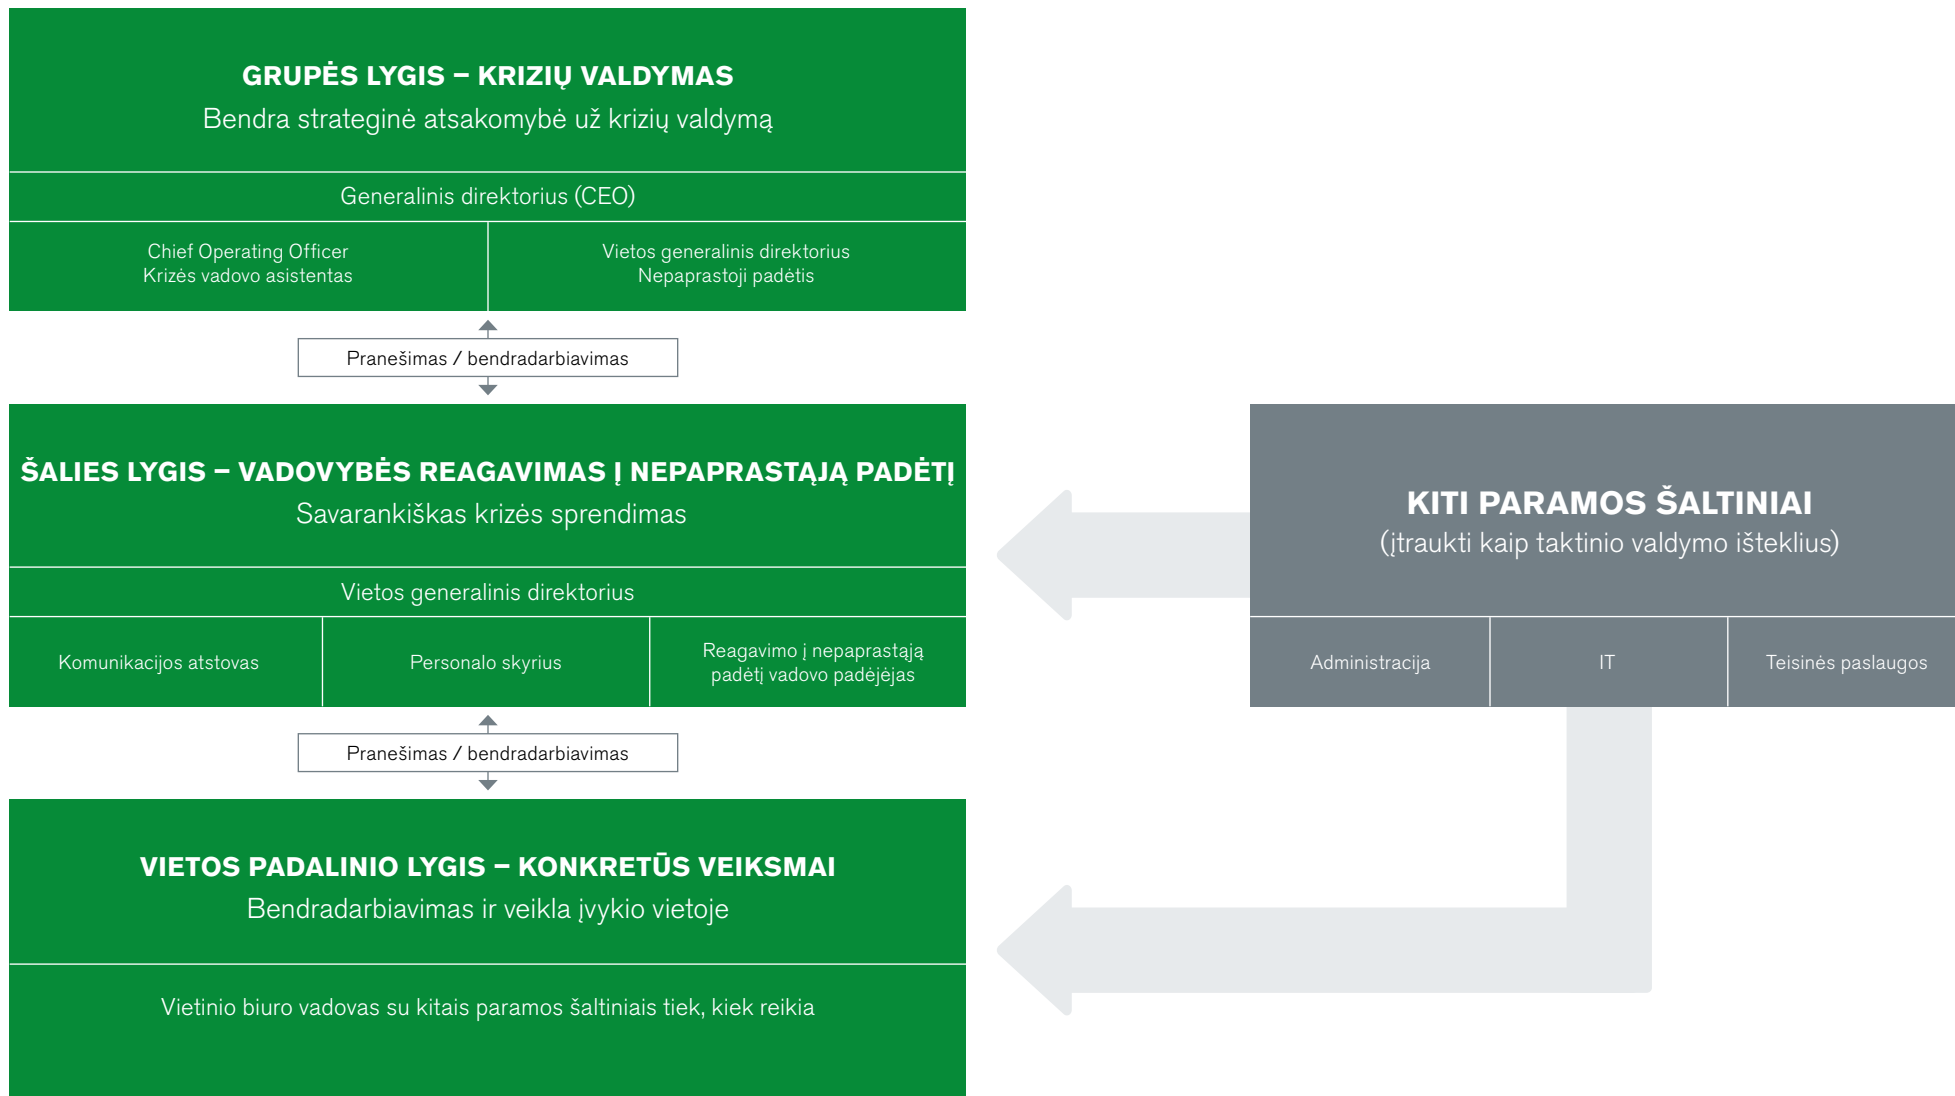 GRUPĖS LYGIS – KRIZIŲ VALDYMAS
Bendra strateginė atsakomybė už krizių valdymą
Generalinis direktorius (CEO)
Chief Operating Officer
Krizės vadovo asistentas
Vietos generalinis direktorius
Nepaprastoji padėtis
Pranešimas / bendradarbiavimas
ŠALIES LYGIS – VADOVYBĖS REAGAVIMAS Į NEPAPRASTĄJĄ PADĖTĮ
Savarankiškas krizės sprendimas
Vietos generalinis direktorius
Komunikacijos atstovas
Personalo skyrius
Reagavimo į nepaprastąją
padėtį vadovo padėjėjas
KITI PARAMOS ŠALTINIAI
(įtraukti kaip taktinio valdymo išteklius)
Administracija
IT
Teisinės paslaugos
Pranešimas / bendradarbiavimas
VIETOS PADALINIO LYGIS – KONKRETŪS VEIKSMAI
Bendradarbiavimas ir veikla įvykio vietoje
Vietinio biuro vadovas su kitais paramos šaltiniais tiek, kiek reikia